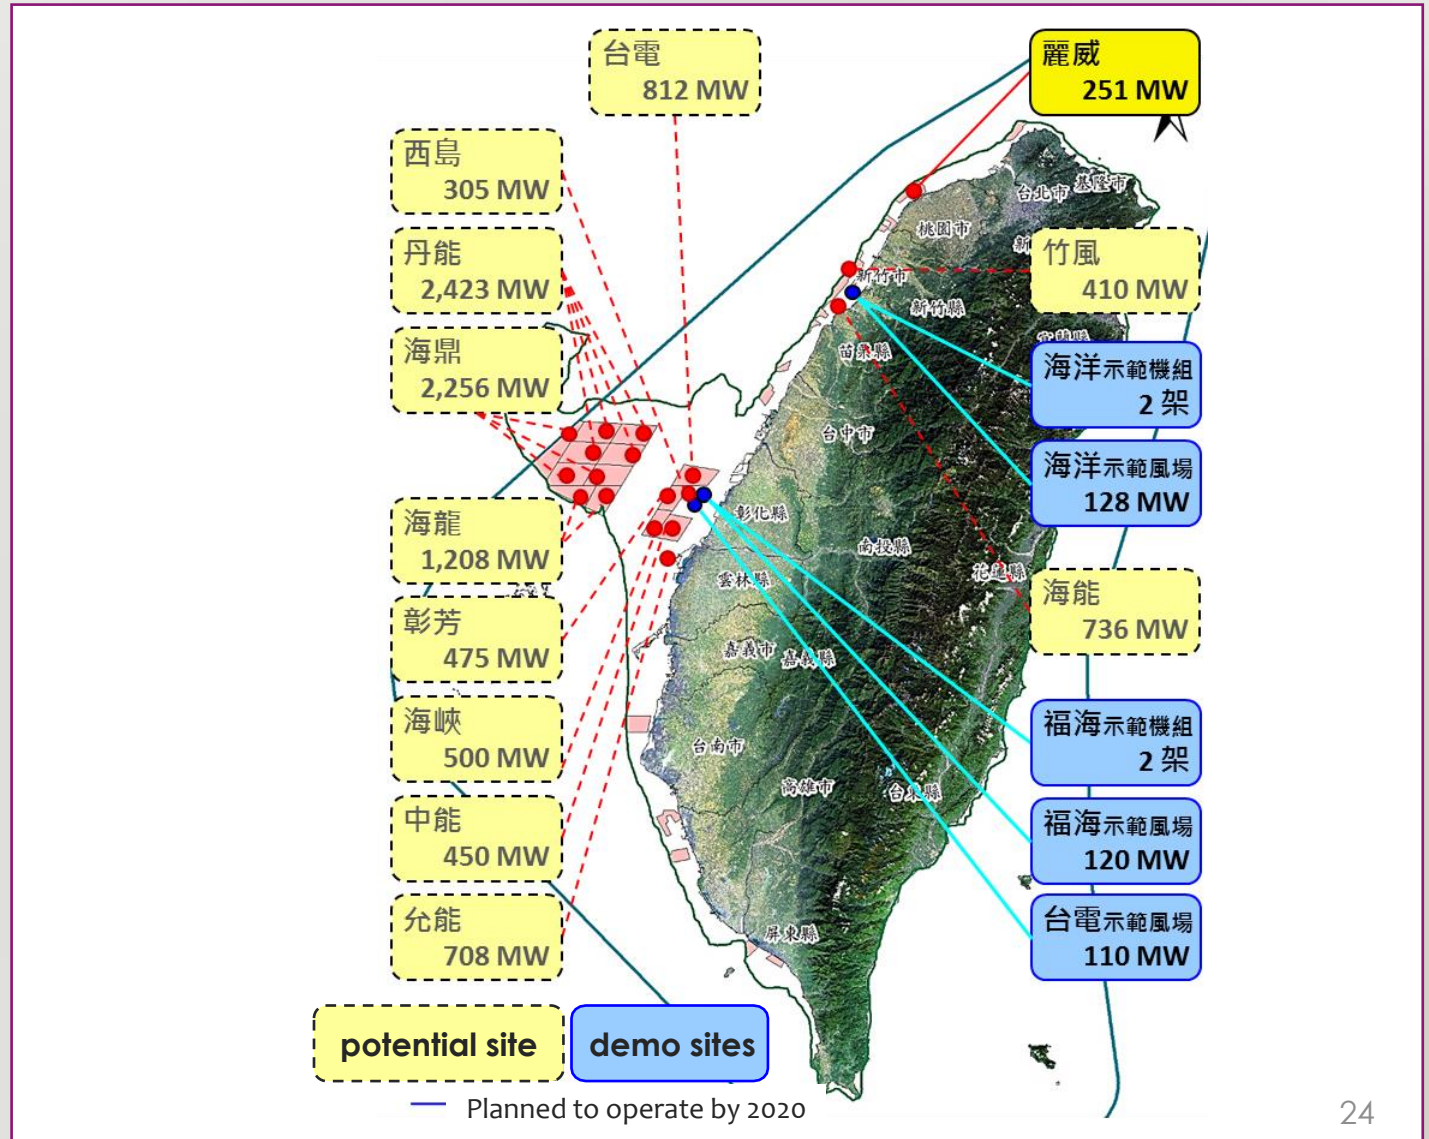 台電
812 MW
麗威
251 MW
西島
305 MW
丹能
2,423 MW
海鼎
2,256 MW
海龍
1,208 MW
彰芳
475 MW
海峽
500 MW
中能
450 MW
允能
708 MW
竹風
410 MW
海洋示範機組
2 架
海洋示範風場
128 MW
海能
736 MW
福海示範機組
2 架
福海示範風場
120 MW
台電示範風場
110 MW
台北市
基隆市
桃園市
新
新竹市
新竹縣
苗栗縣
台中市
彰化縣
南投縣
雲林縣
花蓮縣
嘉義市
嘉義縣
台南市
高雄市
台東縣
屏東縣
potential site
demo sites
Planned to operate by 2020
24